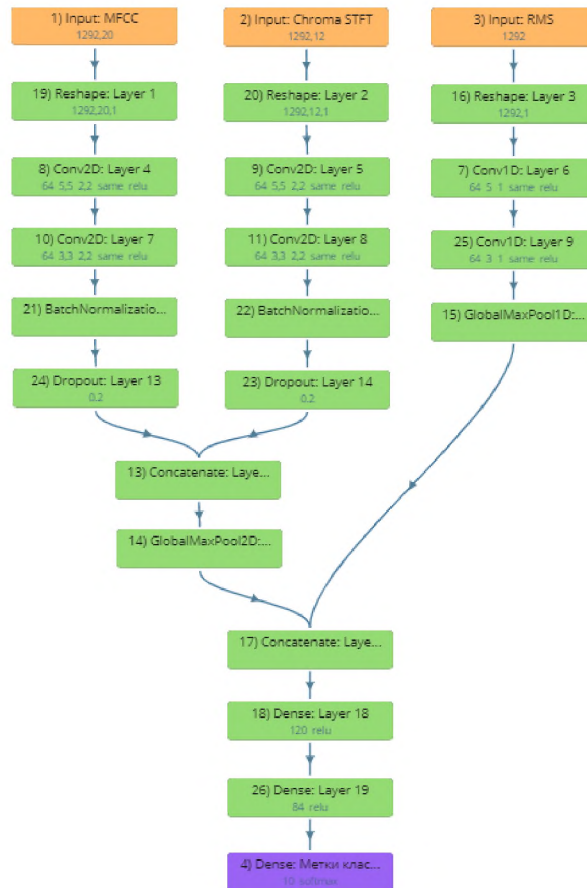 1) Input: MFCC
1292,20
2) Input: Chroma STFT
1292,12
3) Input: RMS
1292
19) Reshape: Layer 1
1292,20,1
20) Reshape: Layer 2
1292,12,1
16) Reshape: Layer 3
1292,1
8) Conv2D: Layer 4
64 5,5 2,2 same relu
9) Conv2D: Layer 5
64 5,5 2,2 same relu
7) Conv1D: Layer 6
64 5 1 same relu
10) Conv2D: Layer 7
64 3,3 2,2 same relu
11) Conv2D: Layer 8
64 3,3 2,2 same relu
25) Conv1D: Layer 9
64 3 1 same relu
21) BatchNormalizatio...
22) BatchNormalizatio...
15) GlobalMaxPool1D:...
24) Dropout: Layer 13
0,2
23) Dropout: Layer 14
0,2
13) Concatenate: Laye...
14) GlobalMaxPool2D:...
17) Concatenate: Laye...
18) Dense: Layer 18
120 relu
26) Dense: Layer 19
84 relu
4) Dense: Метки клас...
10 softmax